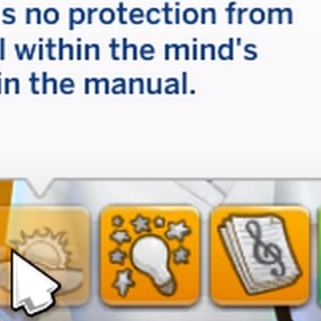 s no protection from
l within the mind's
in the manual.